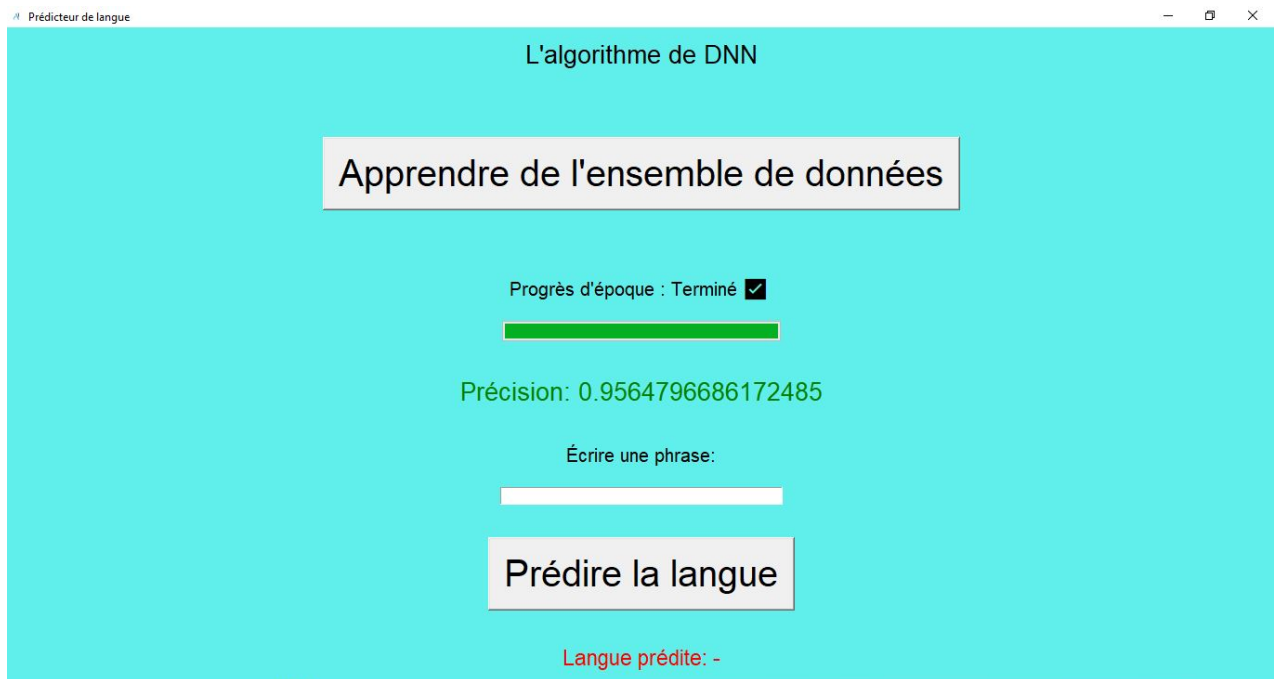 Prédicteur de langue
L'algorithme de DNN
Apprendre de l'ensemble de données
Progrès d'époque : Terminé
Précision: 0.9564796686172485
Écrire une phrase:
Prédire la langue
Langue prédite: -